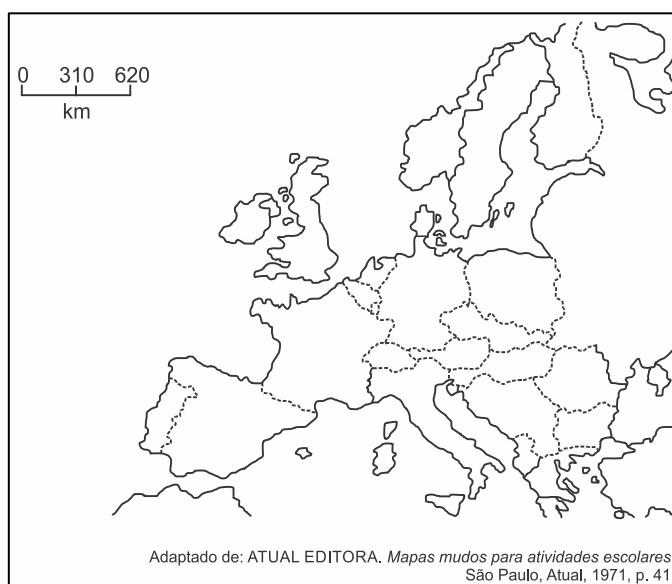 0 310 620
km
Adaptado de: ATUAL EDITORA. Mapas mudos para atividades escolares
São Paulo, Atual, 1971, p. 41